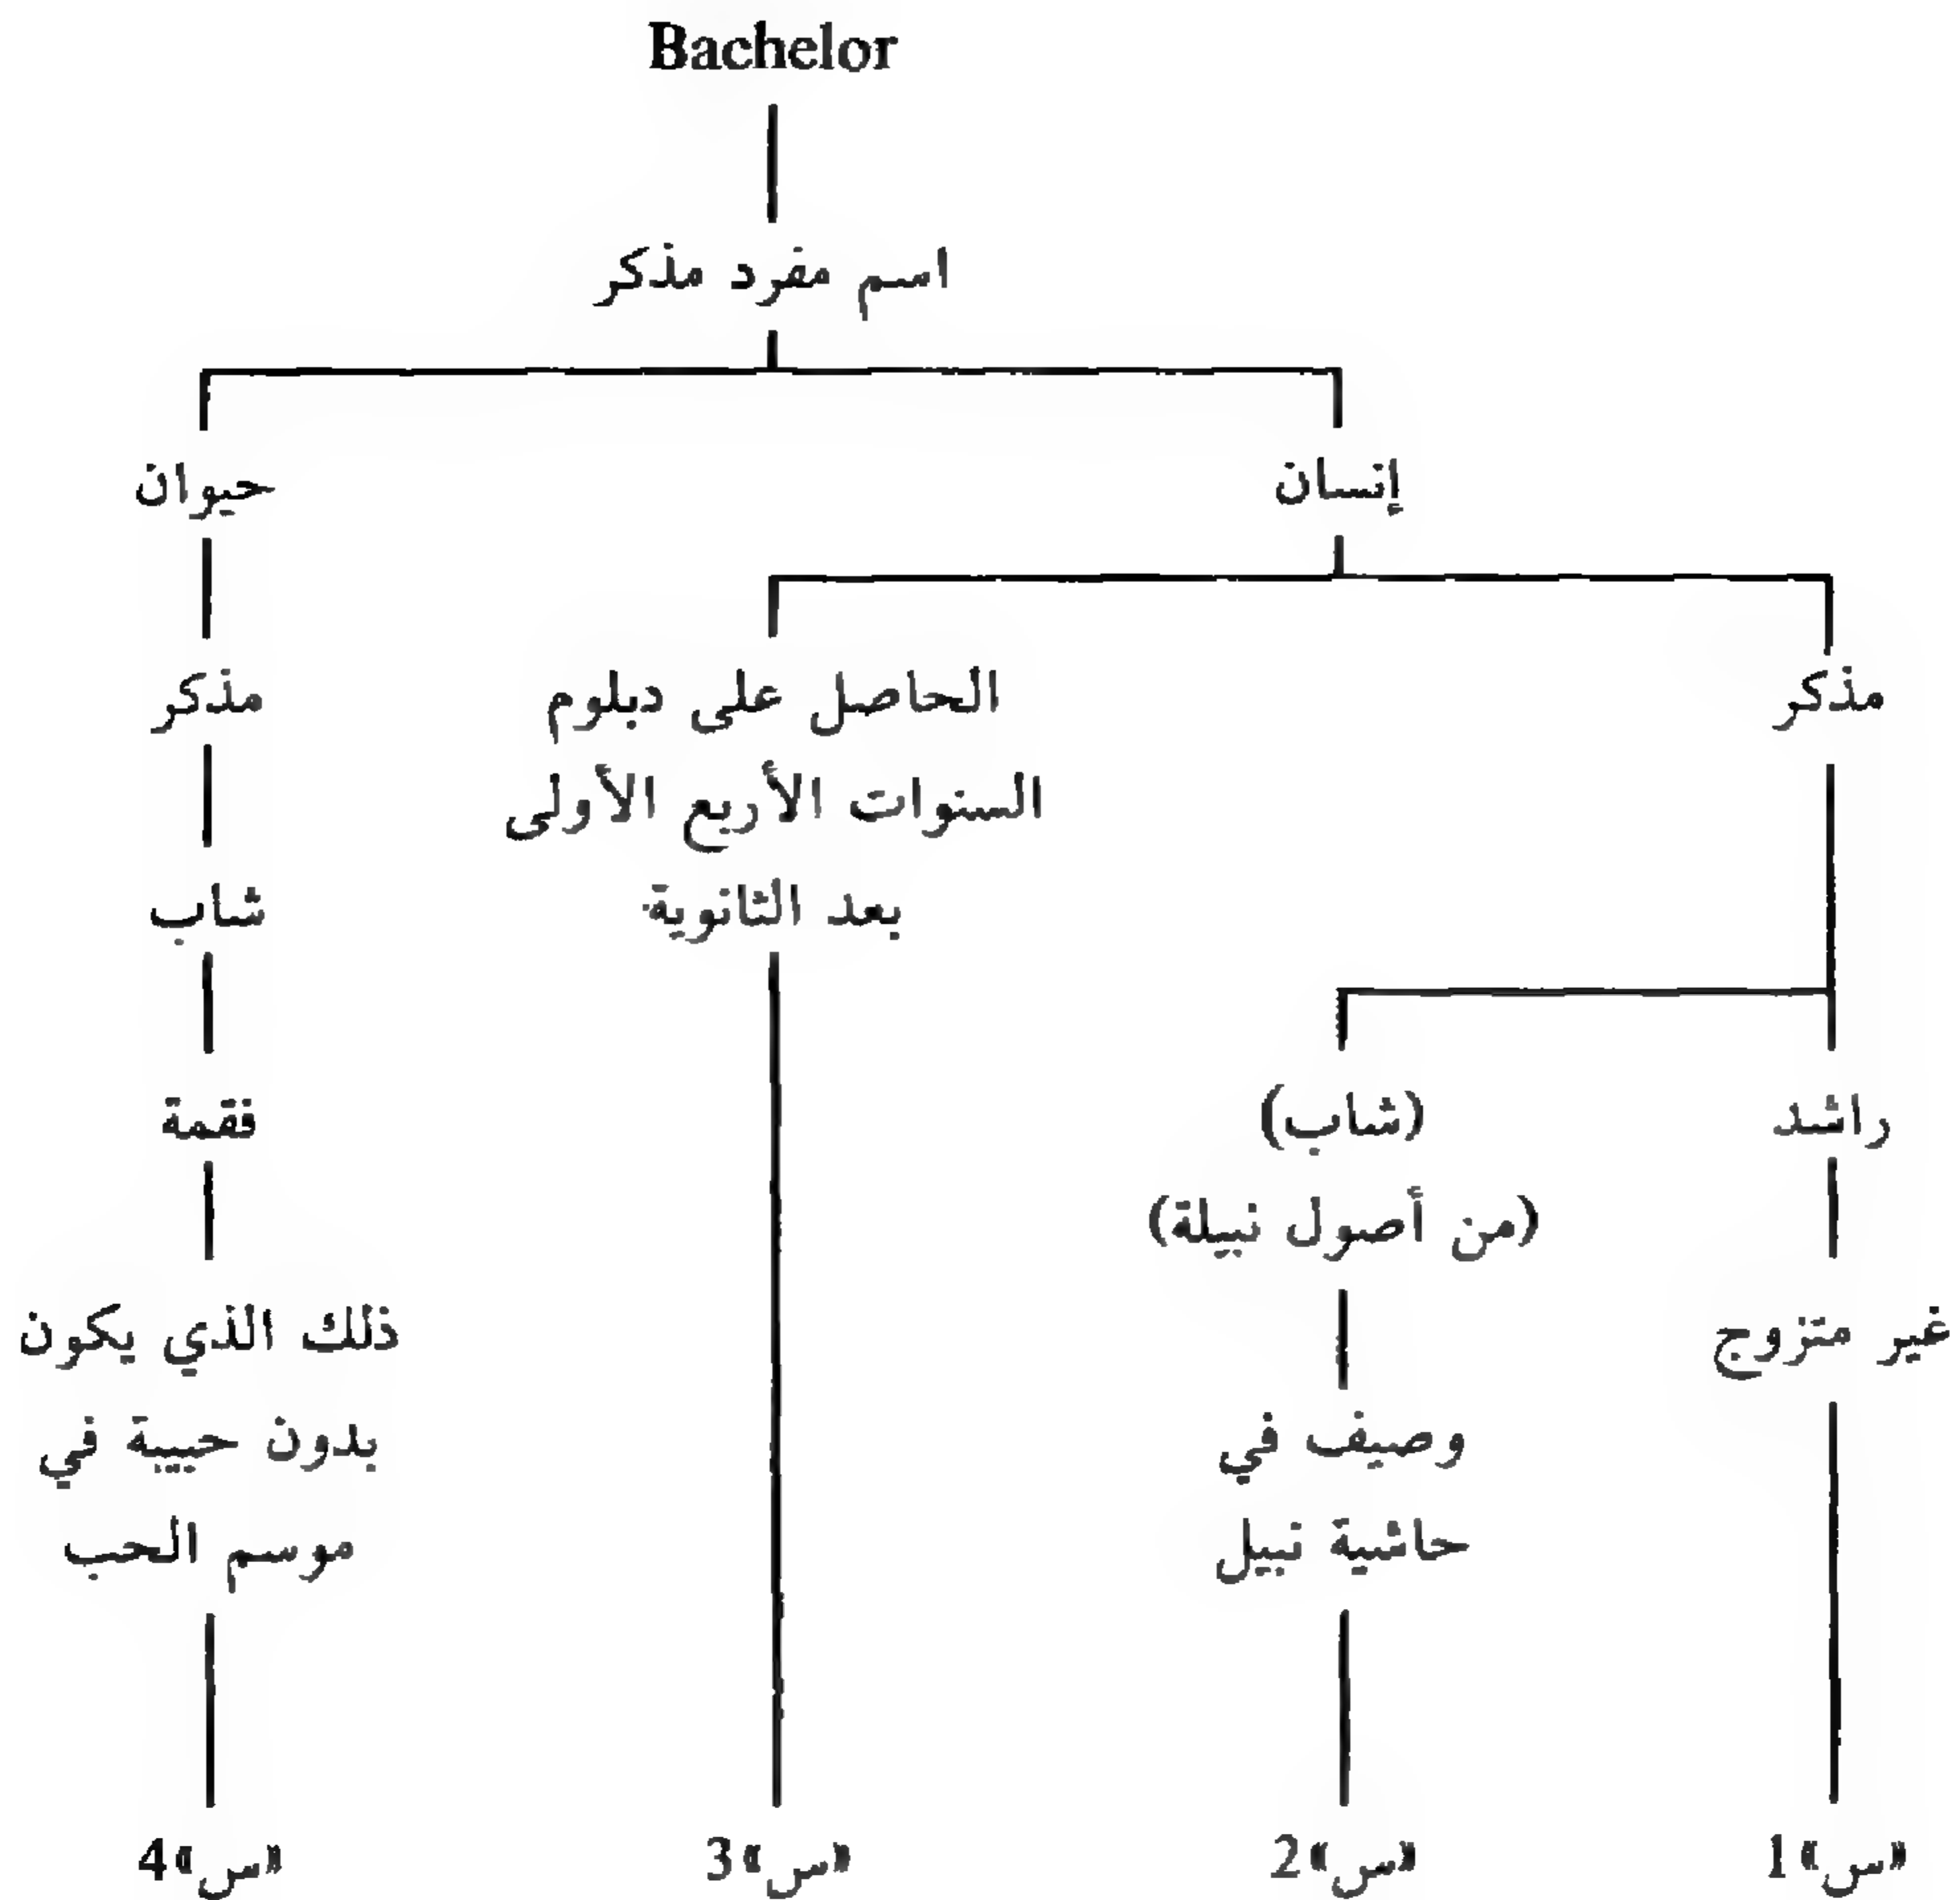 Bachelor
اسم مفرد مذكر
إنسان
حيوان
مذكر
الحاصل على دبلوم
السنوات الأربع الأولى
بعد الثانوية
مذكر
شاب
راشد
(شاب)
(من أصول نبيلة)
فقمة
غير متزوج
وصيف في
حاشية نبيل
ذلك الذي يكون
بدون حبيبة في
موسم الحب
«س»1
«س»2
«س»3
«س»4